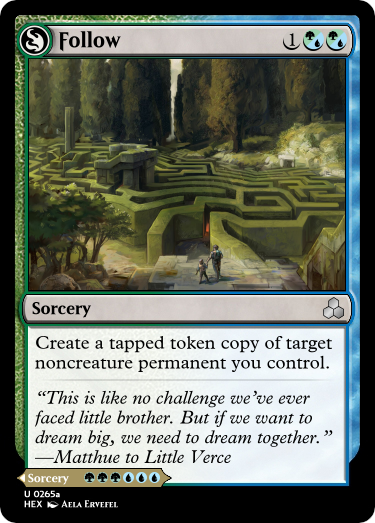 Follow 1
Sorcery
Create a tapped token copy of target
noncreature permanent you control.
“This is like no challenge we’ve ever
faced little brother. But if we want to
dream big, we need to dream together.”
—Matthue to Little Verce
Sorcery
U 0265a
HEX Aela Ervefel